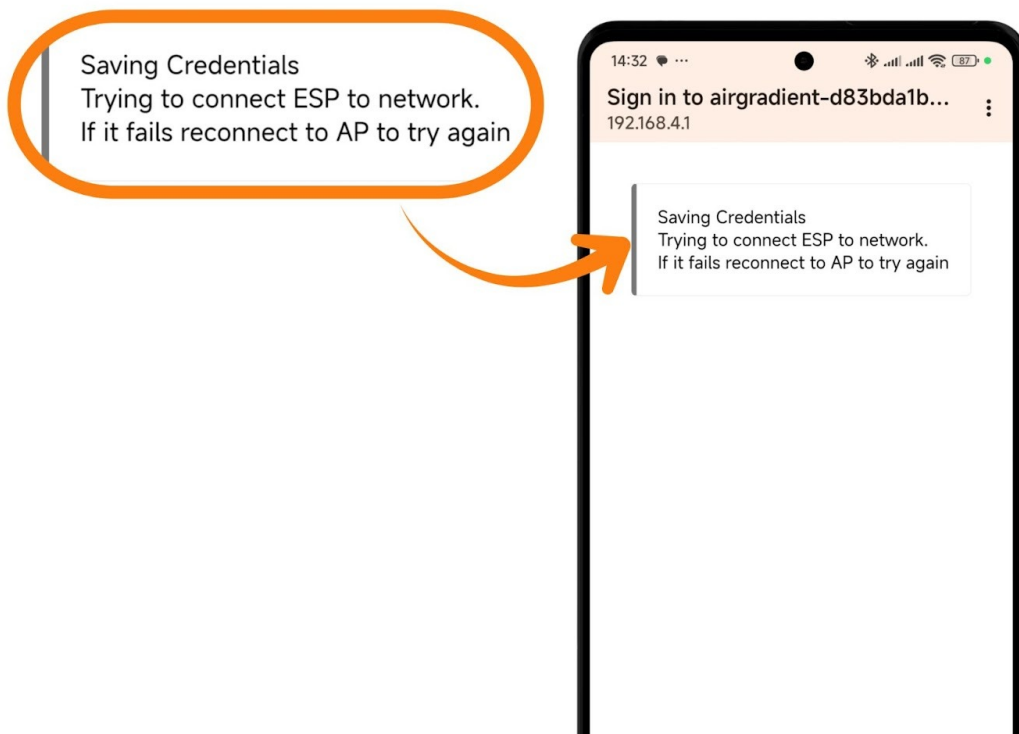 Saving Credentials
Trying to connect ESP to network.
If it fails reconnect to AP to try again
14:32
87
Sign in to airgradient-d83bda1b...
192.168.4.1
Saving Credentials
Trying to connect ESP to network.
If it fails reconnect to AP to try again